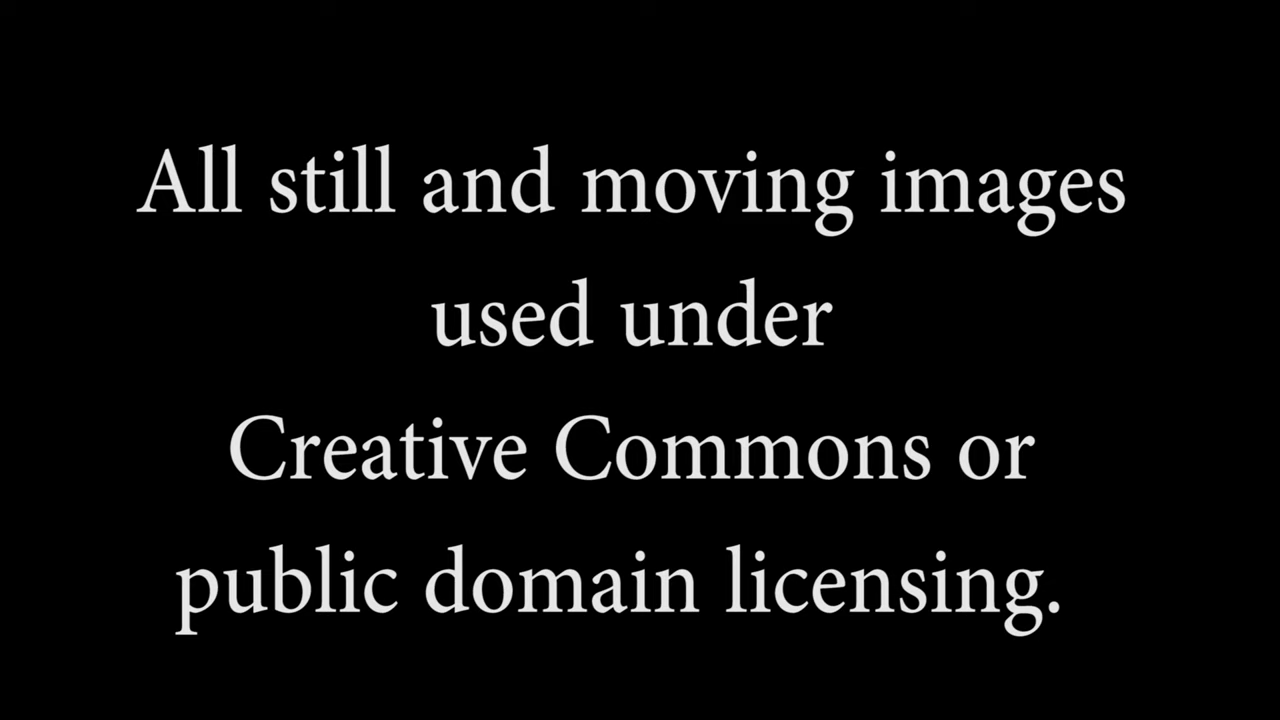 All still and moving images
used under
Creative Commons or
public domain licensing.